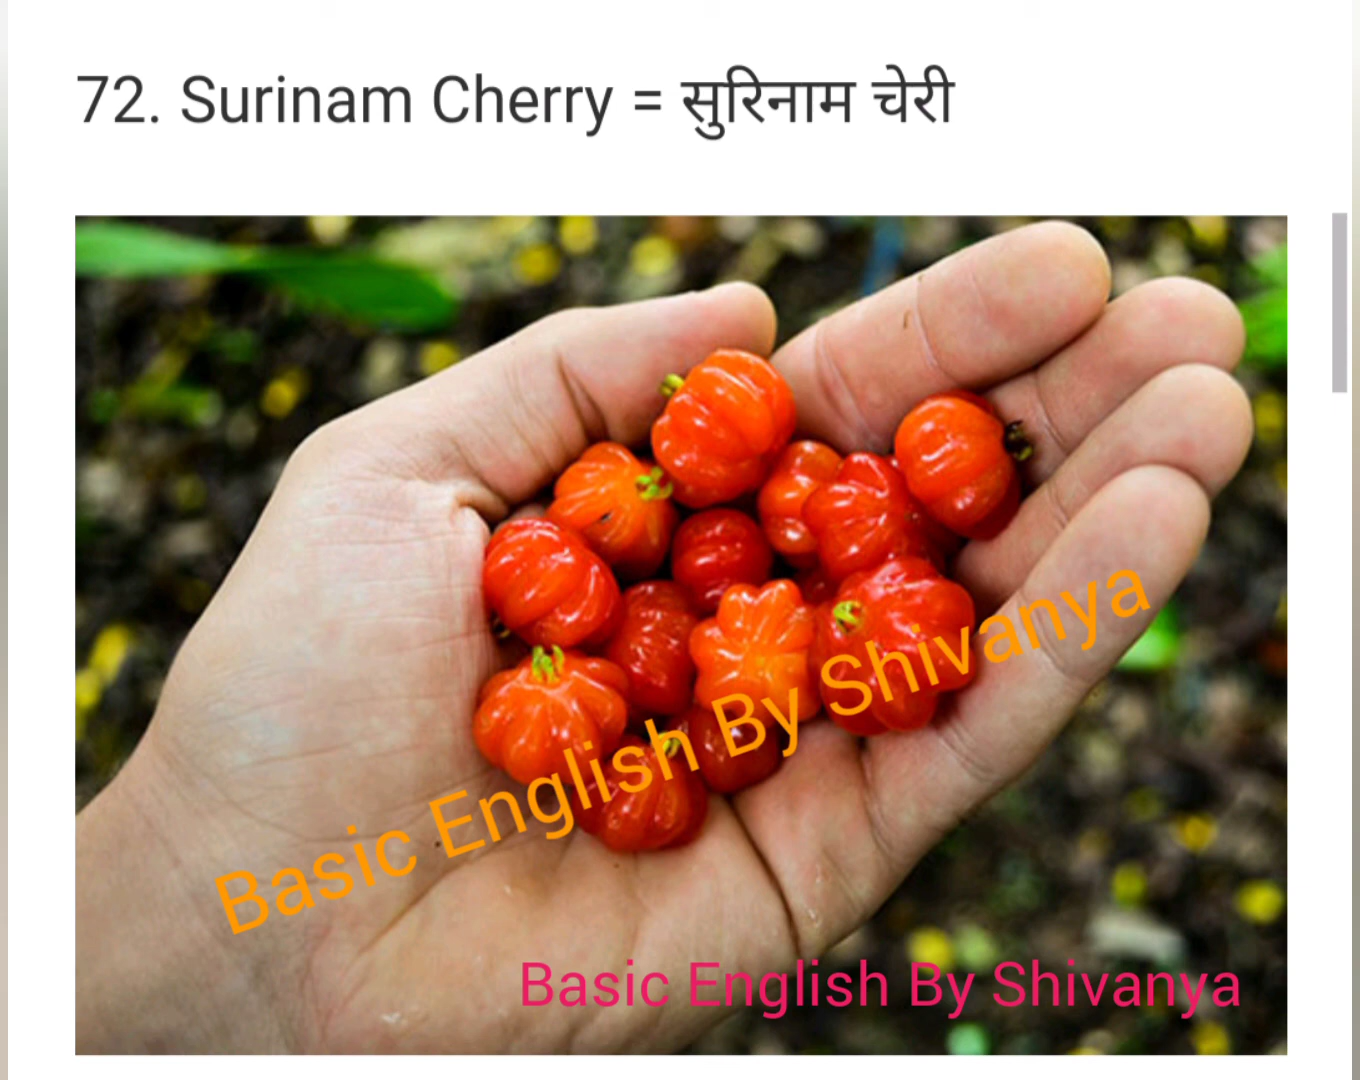 72. Surinam Cherry = सुरिनाम चेरी
Basic English By Shivanya
Basic English By Shivanya